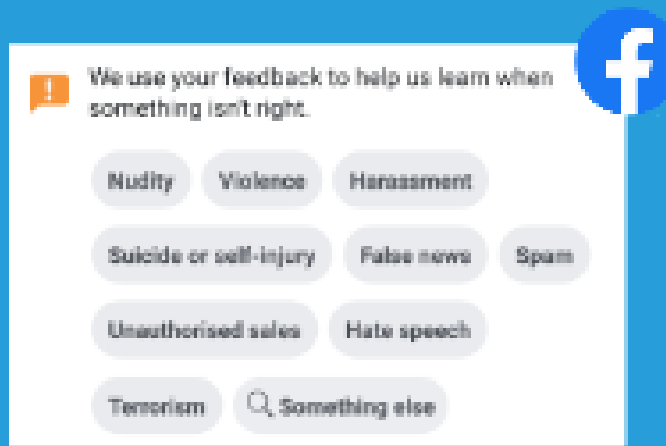 We use your feedback to help us learn when
something isn't right.
Nudity Violence Harassment
Suicide or self-injury False news Spam
Unauthorised sales Hate speech
Terrorism Something else